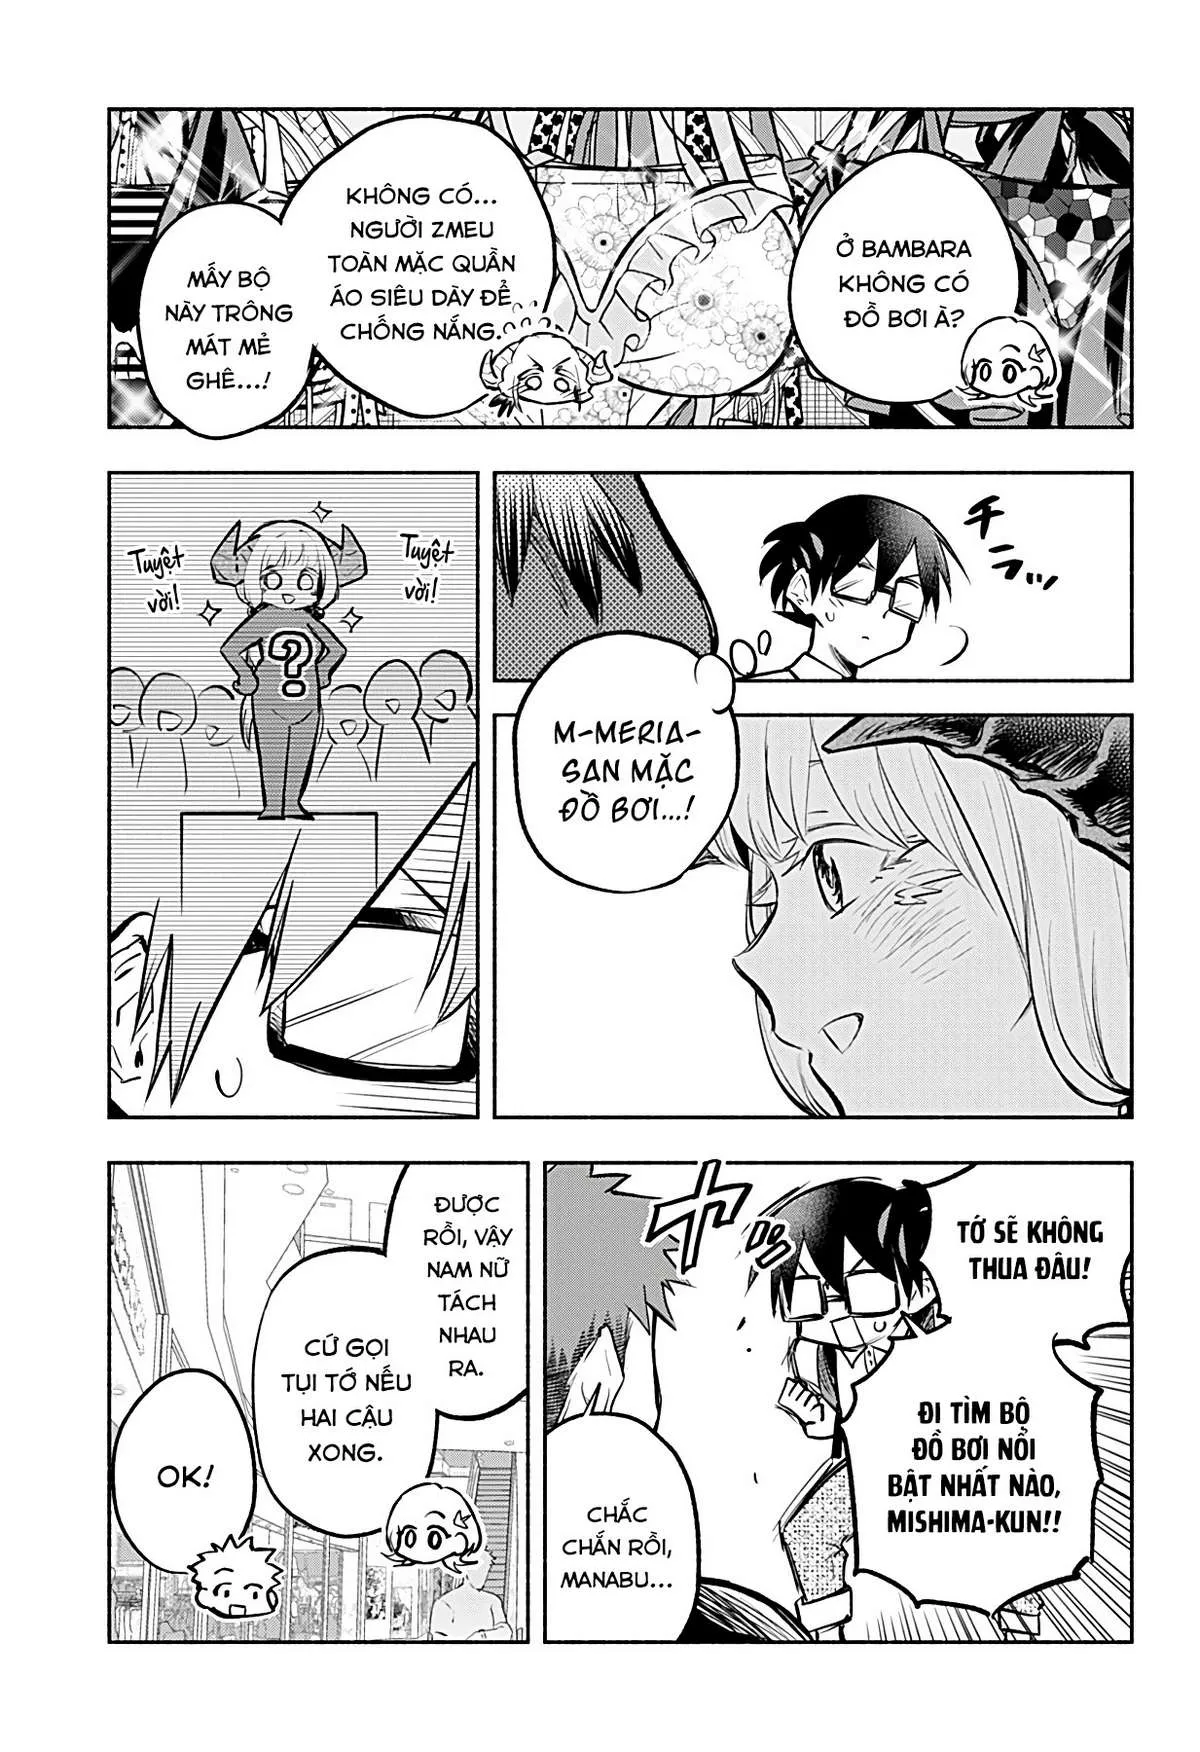 Ở BAMBARA
KHÔNG CÓ
ĐỒ BƠI À?
KHÔNG CÓ...
NGƯỜI ZMEU
TOÀN MẶC QUẦN
ÁO SIÊU DÀY ĐỂ
CHỐNG NẮNG.
MẤY BỘ
NÀY TRÔNG
MÁT MẺ
GHÊ...!
チ
ラッ
M-MERIA-
SAN MẶC
ĐỒ BƠI...!
Tuyệt
vời!
?
Tuyệt
vời!
TỚ SẼ KHÔNG
THUA ĐÂU!
ĐI TÌM BỘ
ĐỒ BƠI NỔI
BẬT NHẤT NÀO,
MISHIMA-KUN!!
CHẮC
CHẮN RỒI,
MANABU...
ĐƯỢC
RỒI, VẬY
NAM NỮ
TÁCH
NHAU
RA.
CỨ GỌI
TỤI TỚ NẾU
HAI CẬU
XONG.
OK!